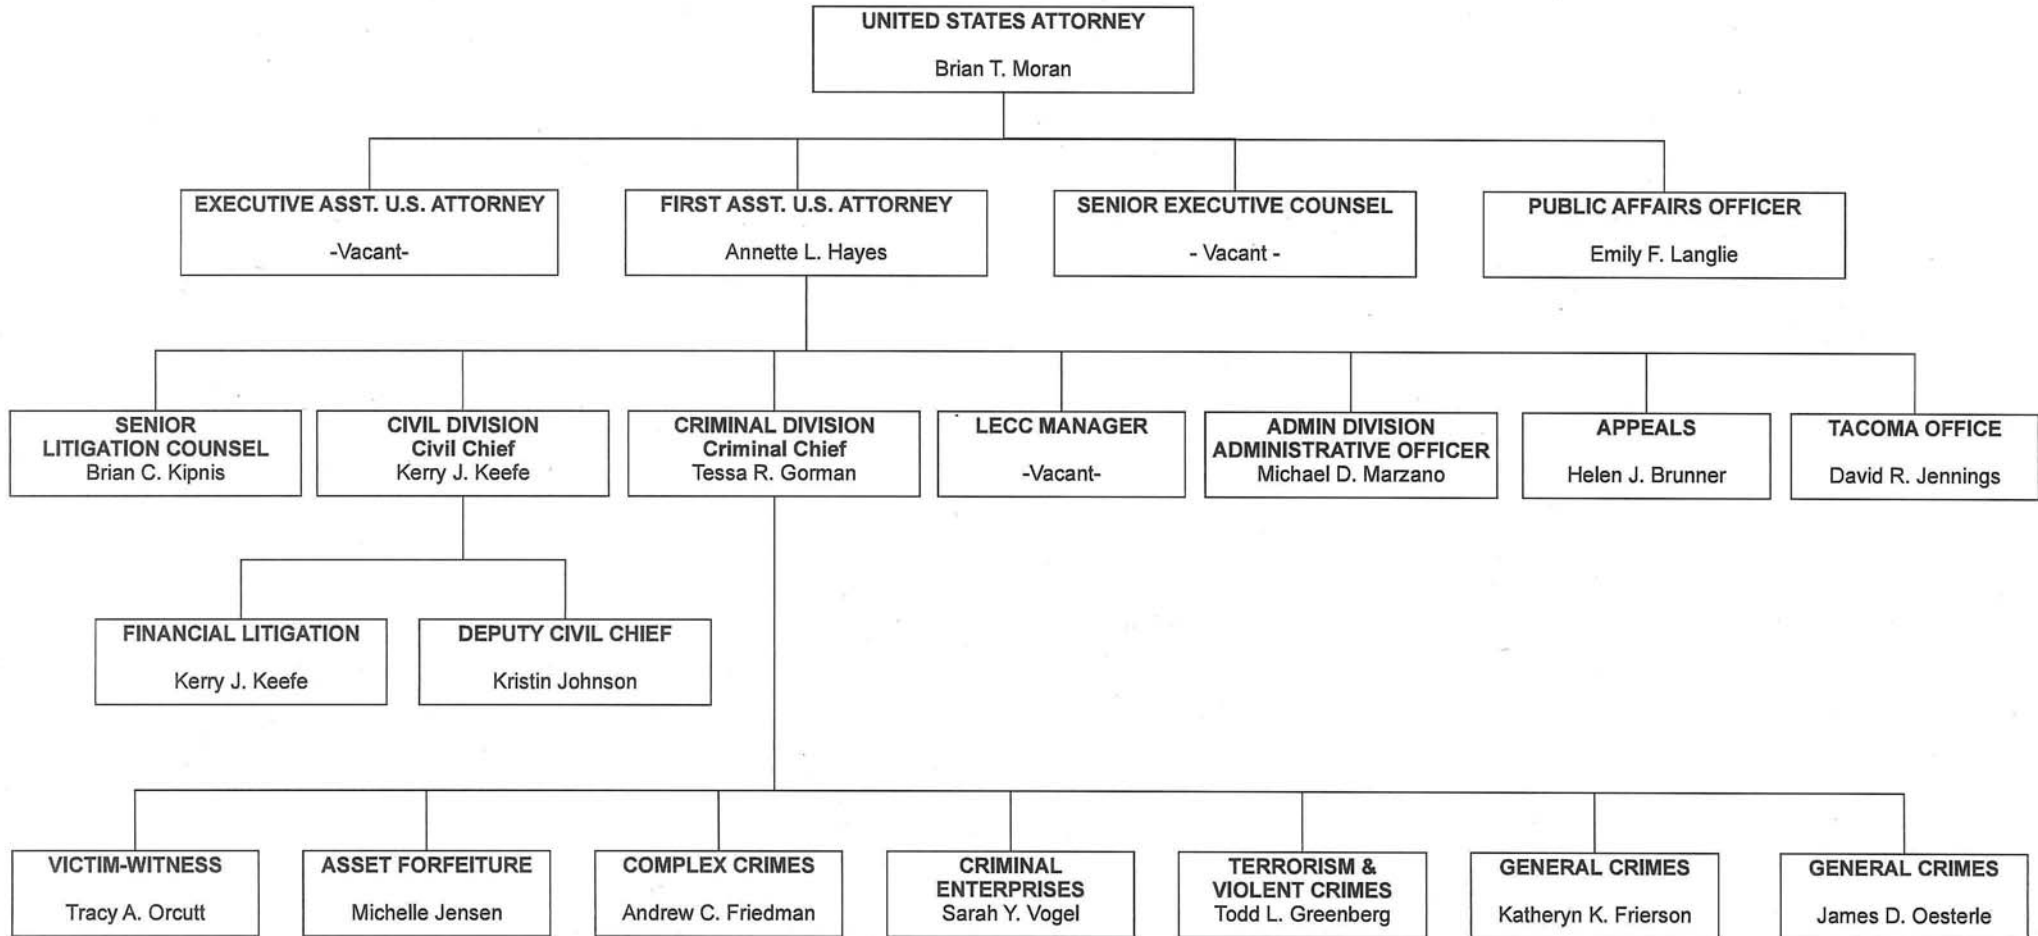 UNITED STATES ATTORNEY
Brian T. Moran
EXECUTIVE ASST. U.S. ATTORNEY
-Vacant-
FIRST ASST. U.S. ATTORNEY
Annette L. Hayes
SENIOR EXECUTIVE COUNSEL
- Vacant -
PUBLIC AFFAIRS OFFICER
Emily F. Langlie
SENIOR
LITIGATION COUNSEL
Brian C. Kipnis
CIVIL DIVISION
Civil Chief
Kerry J. Keefe
CRIMINAL DIVISION
Criminal Chief
Tessa R. Gorman
LECC MANAGER
-Vacant-
ADMIN DIVISION
ADMINISTRATIVE OFFICER
Michael D. Marzano
APPEALS
Helen J. Brunner
TACOMA OFFICE
David R. Jennings
FINANCIAL LITIGATION
Kerry J. Keefe
DEPUTY CIVIL CHIEF
Kristin Johnson
VICTIM-WITNESS
Tracy A. Orcutt
ASSET FORFEITURE
Michelle Jensen
COMPLEX CRIMES
Andrew C. Friedman
CRIMINAL
ENTERPRISES
Sarah Y. Vogel
TERRORISM &
VIOLENT CRIMES
Todd L. Greenberg
GENERAL CRIMES
Katheryn K. Frierson
GENERAL CRIMES
James D. Oesterle